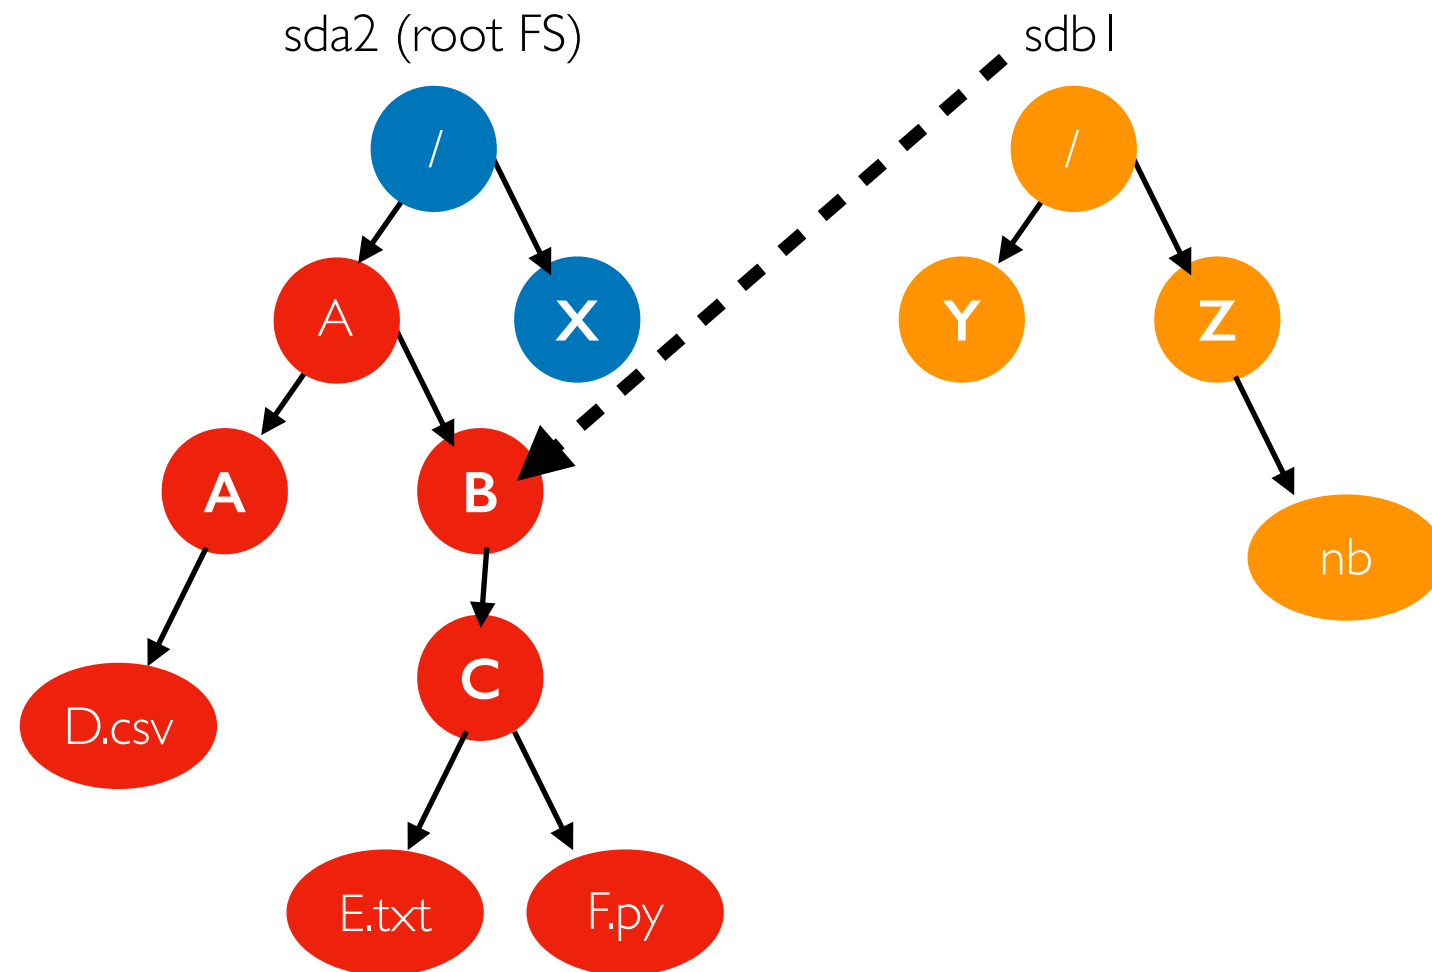 sda2 (root FS)
sdb1
/
/
A
X
Y
Z
A
B
nb
C
D.csv
E.txt
F.py